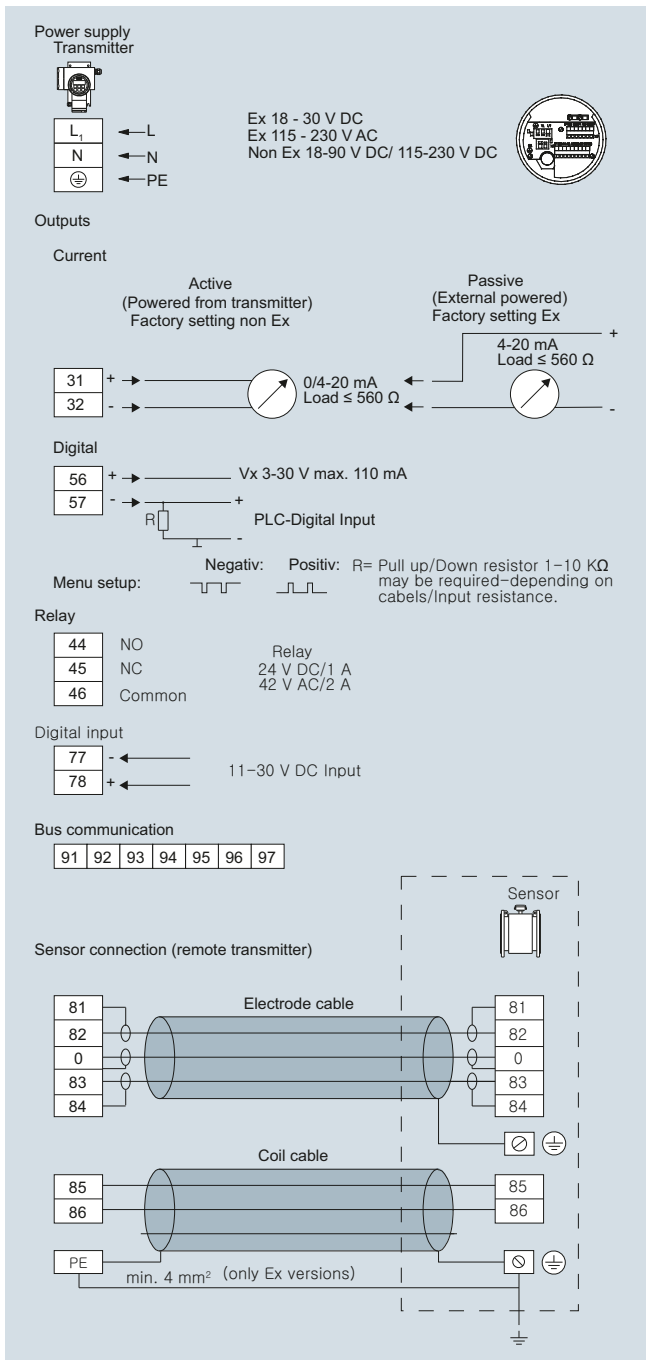 Power supply
Transmitter
L₁
L
N
N
PE
Ex 18 - 30 V DC
Ex 115 - 230 V AC
Non Ex 18-90 V DC/ 115-230 V DC
Outputs
Current
Active
(Powered from transmitter)
Factory setting non Ex
Passive
(External powered)
Factory setting Ex
+
4-20 mA
Load ≤ 560 Ω
31 +
0/4-20 mA
32 -
Load ≤ 560 Ω
-
Digital
56 +
Vx 3-30 V max. 110 mA
57 -
+
R
PLC-Digital Input
-
Menu setup:
Negativ:
Positiv:
R= Pull up/Down resistor 1-10 KΩ
may be required-depending on
cabels/Input resistance.
Relay
44 NO
45 NC
46 Common
Relay
24 V DC/1 A
42 V AC/2 A
Digital input
77 -
78 +
11-30 V DC Input
Bus communication
91 92 93 94 95 96 97
Sensor
Sensor connection (remote transmitter)
Electrode cable
81 81
82 82
0 0
83 83
84 84
Coil cable
85 85
86 86
PE
min. 4 mm² (only Ex versions)